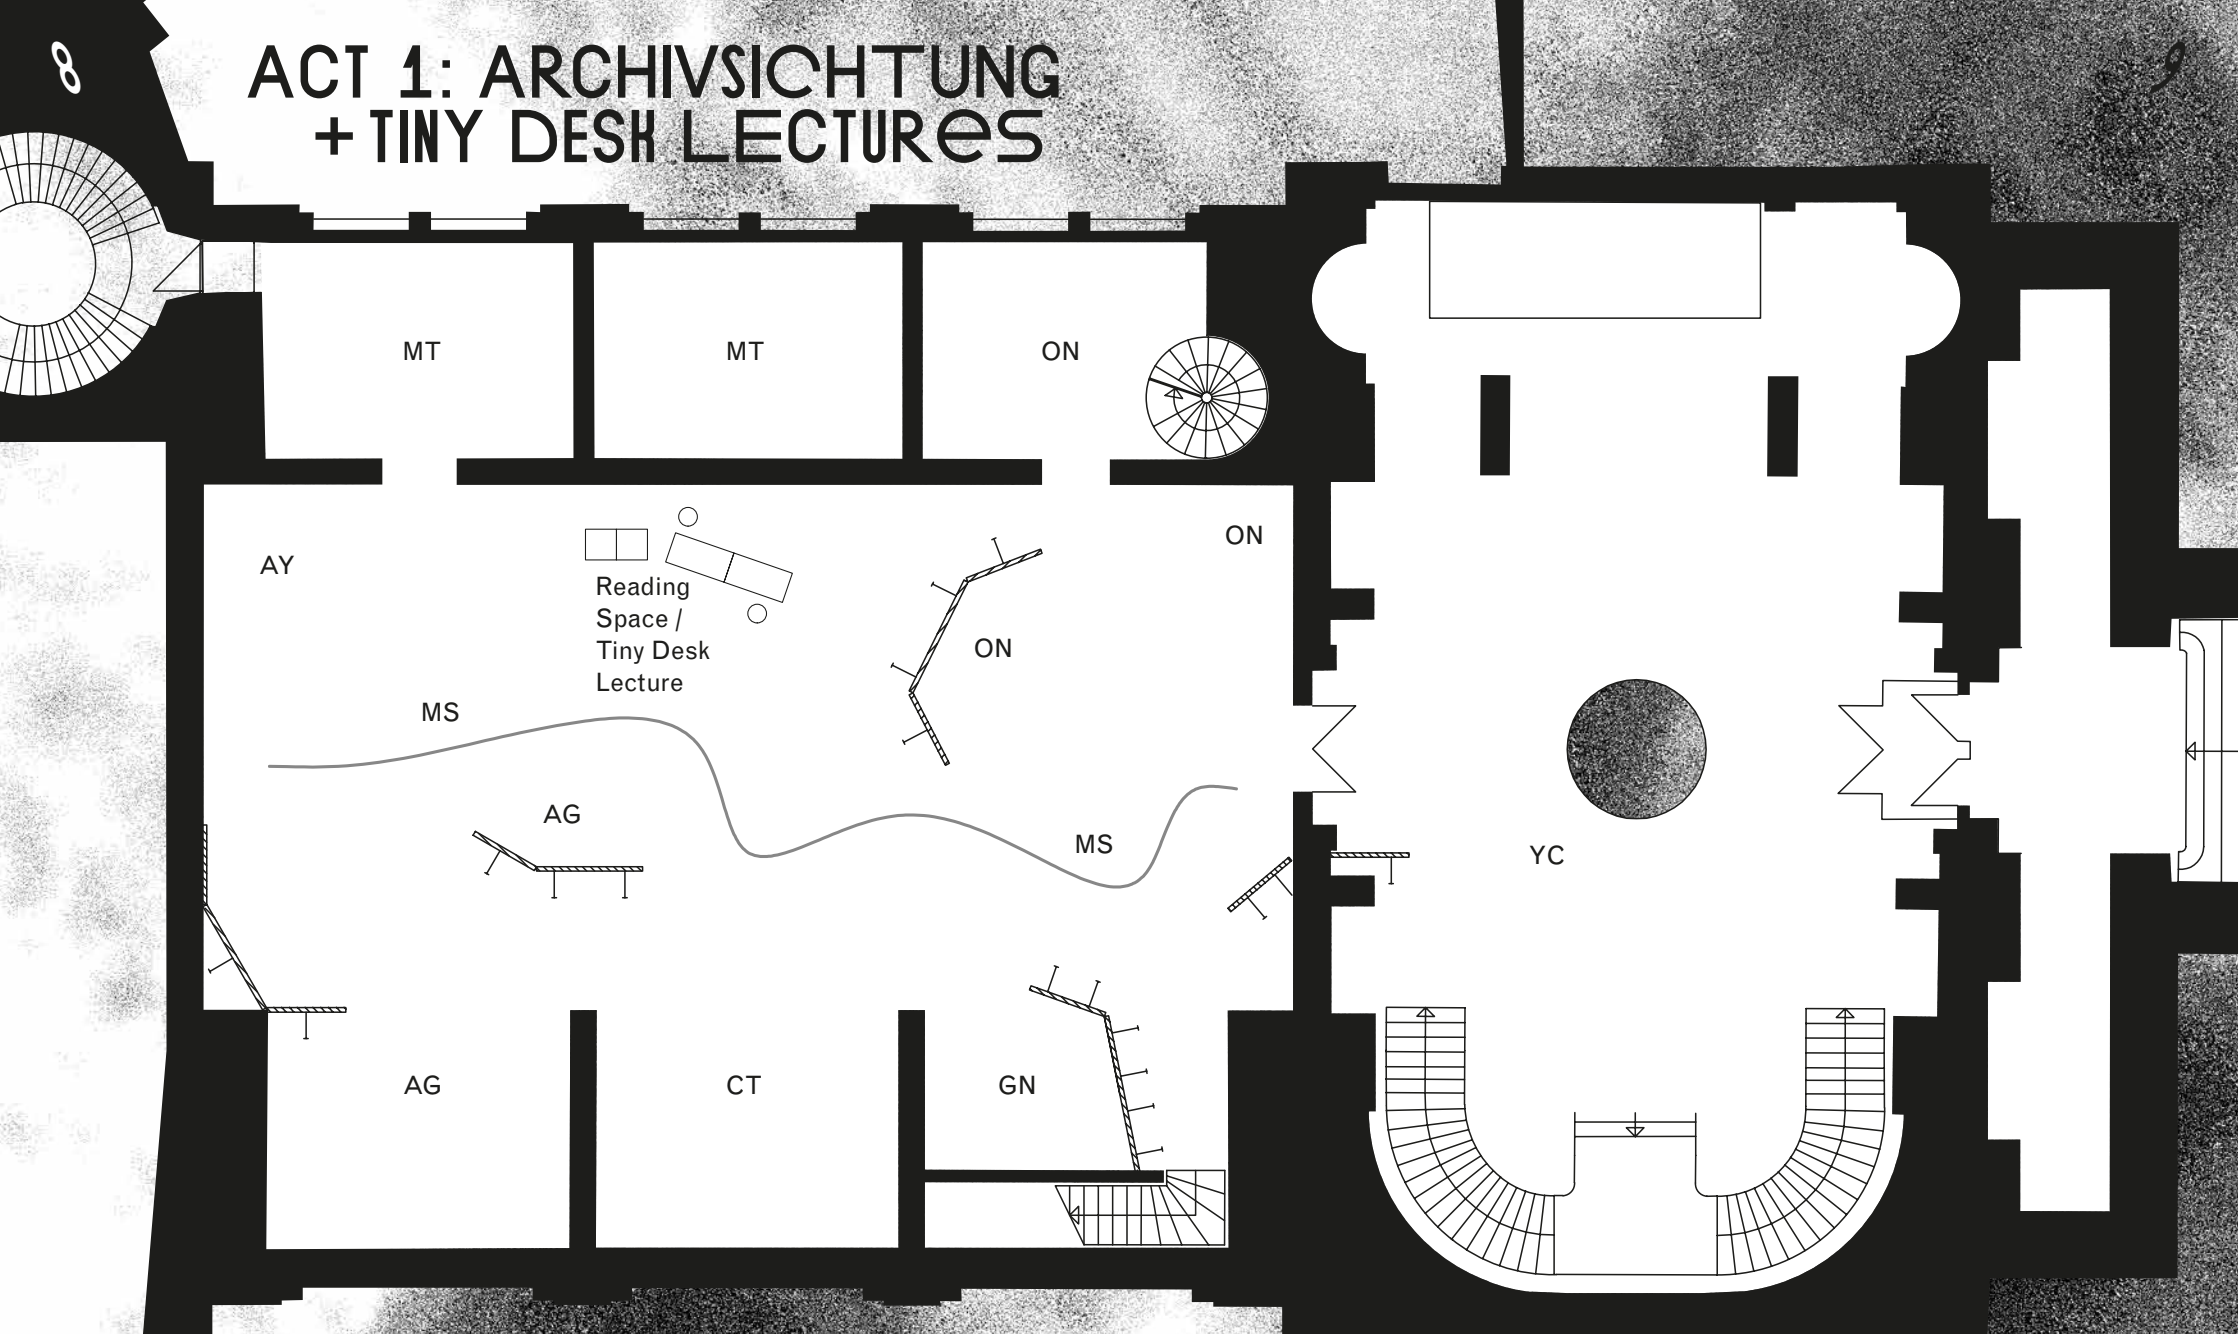 8
9
ACT 1: ARCHIVSICHTUNG
+ TINY DESK LECTURES
MT
MT
ON
ON
AY
Reading
Space /
Tiny Desk
Lecture
ON
MS
AG
MS
YC
AG
CT
GN